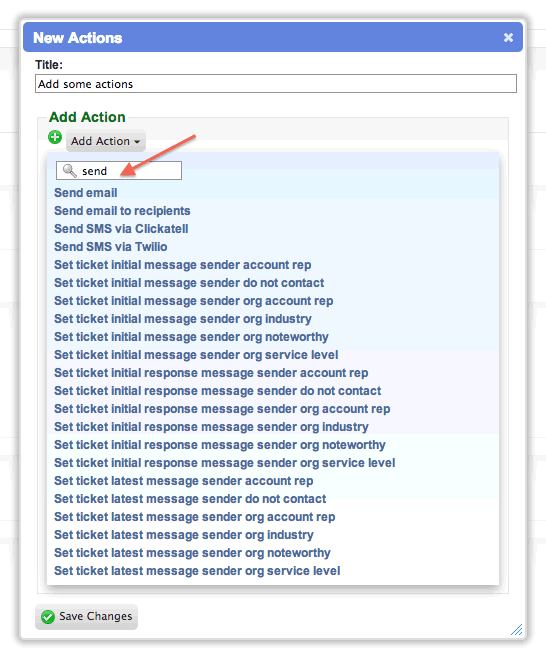 New Actions
Title:
Add some actions
Add Action
Add Action
send
Send email
Send email to recipients
Send SMS via Clickatell
Send SMS via Twilio
Set ticket initial message sender account rep
Set ticket initial message sender do not contact
Set ticket initial message sender org account rep
Set ticket initial message sender org industry
Set ticket initial message sender org noteworthy
Set ticket initial message sender org service level
Set ticket initial response message sender account rep
Set ticket initial response message sender do not contact
Set ticket initial response message sender org account rep
Set ticket initial response message sender org industry
Set ticket initial response message sender org noteworthy
Set ticket initial response message sender org service level
Set ticket latest message sender account rep
Set ticket latest message sender do not contact
Set ticket latest message sender org account rep
Set ticket latest message sender org industry
Set ticket latest message sender org noteworthy
Set ticket latest message sender org service level
Save Changes